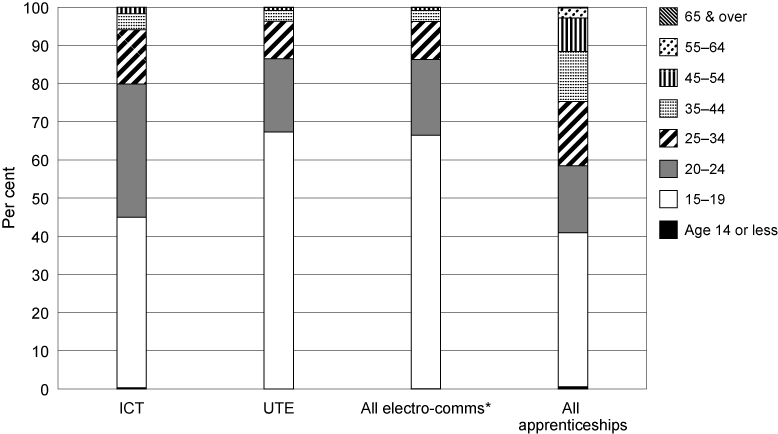 100
90
80
70
60
50
40
30
20
10
0
Per cent
ICT
UTE
All electro-comms*
All
apprenticeships
65 & over
55–64
45–54
35–44
25–34
20–24
15–19
Age 14 or less